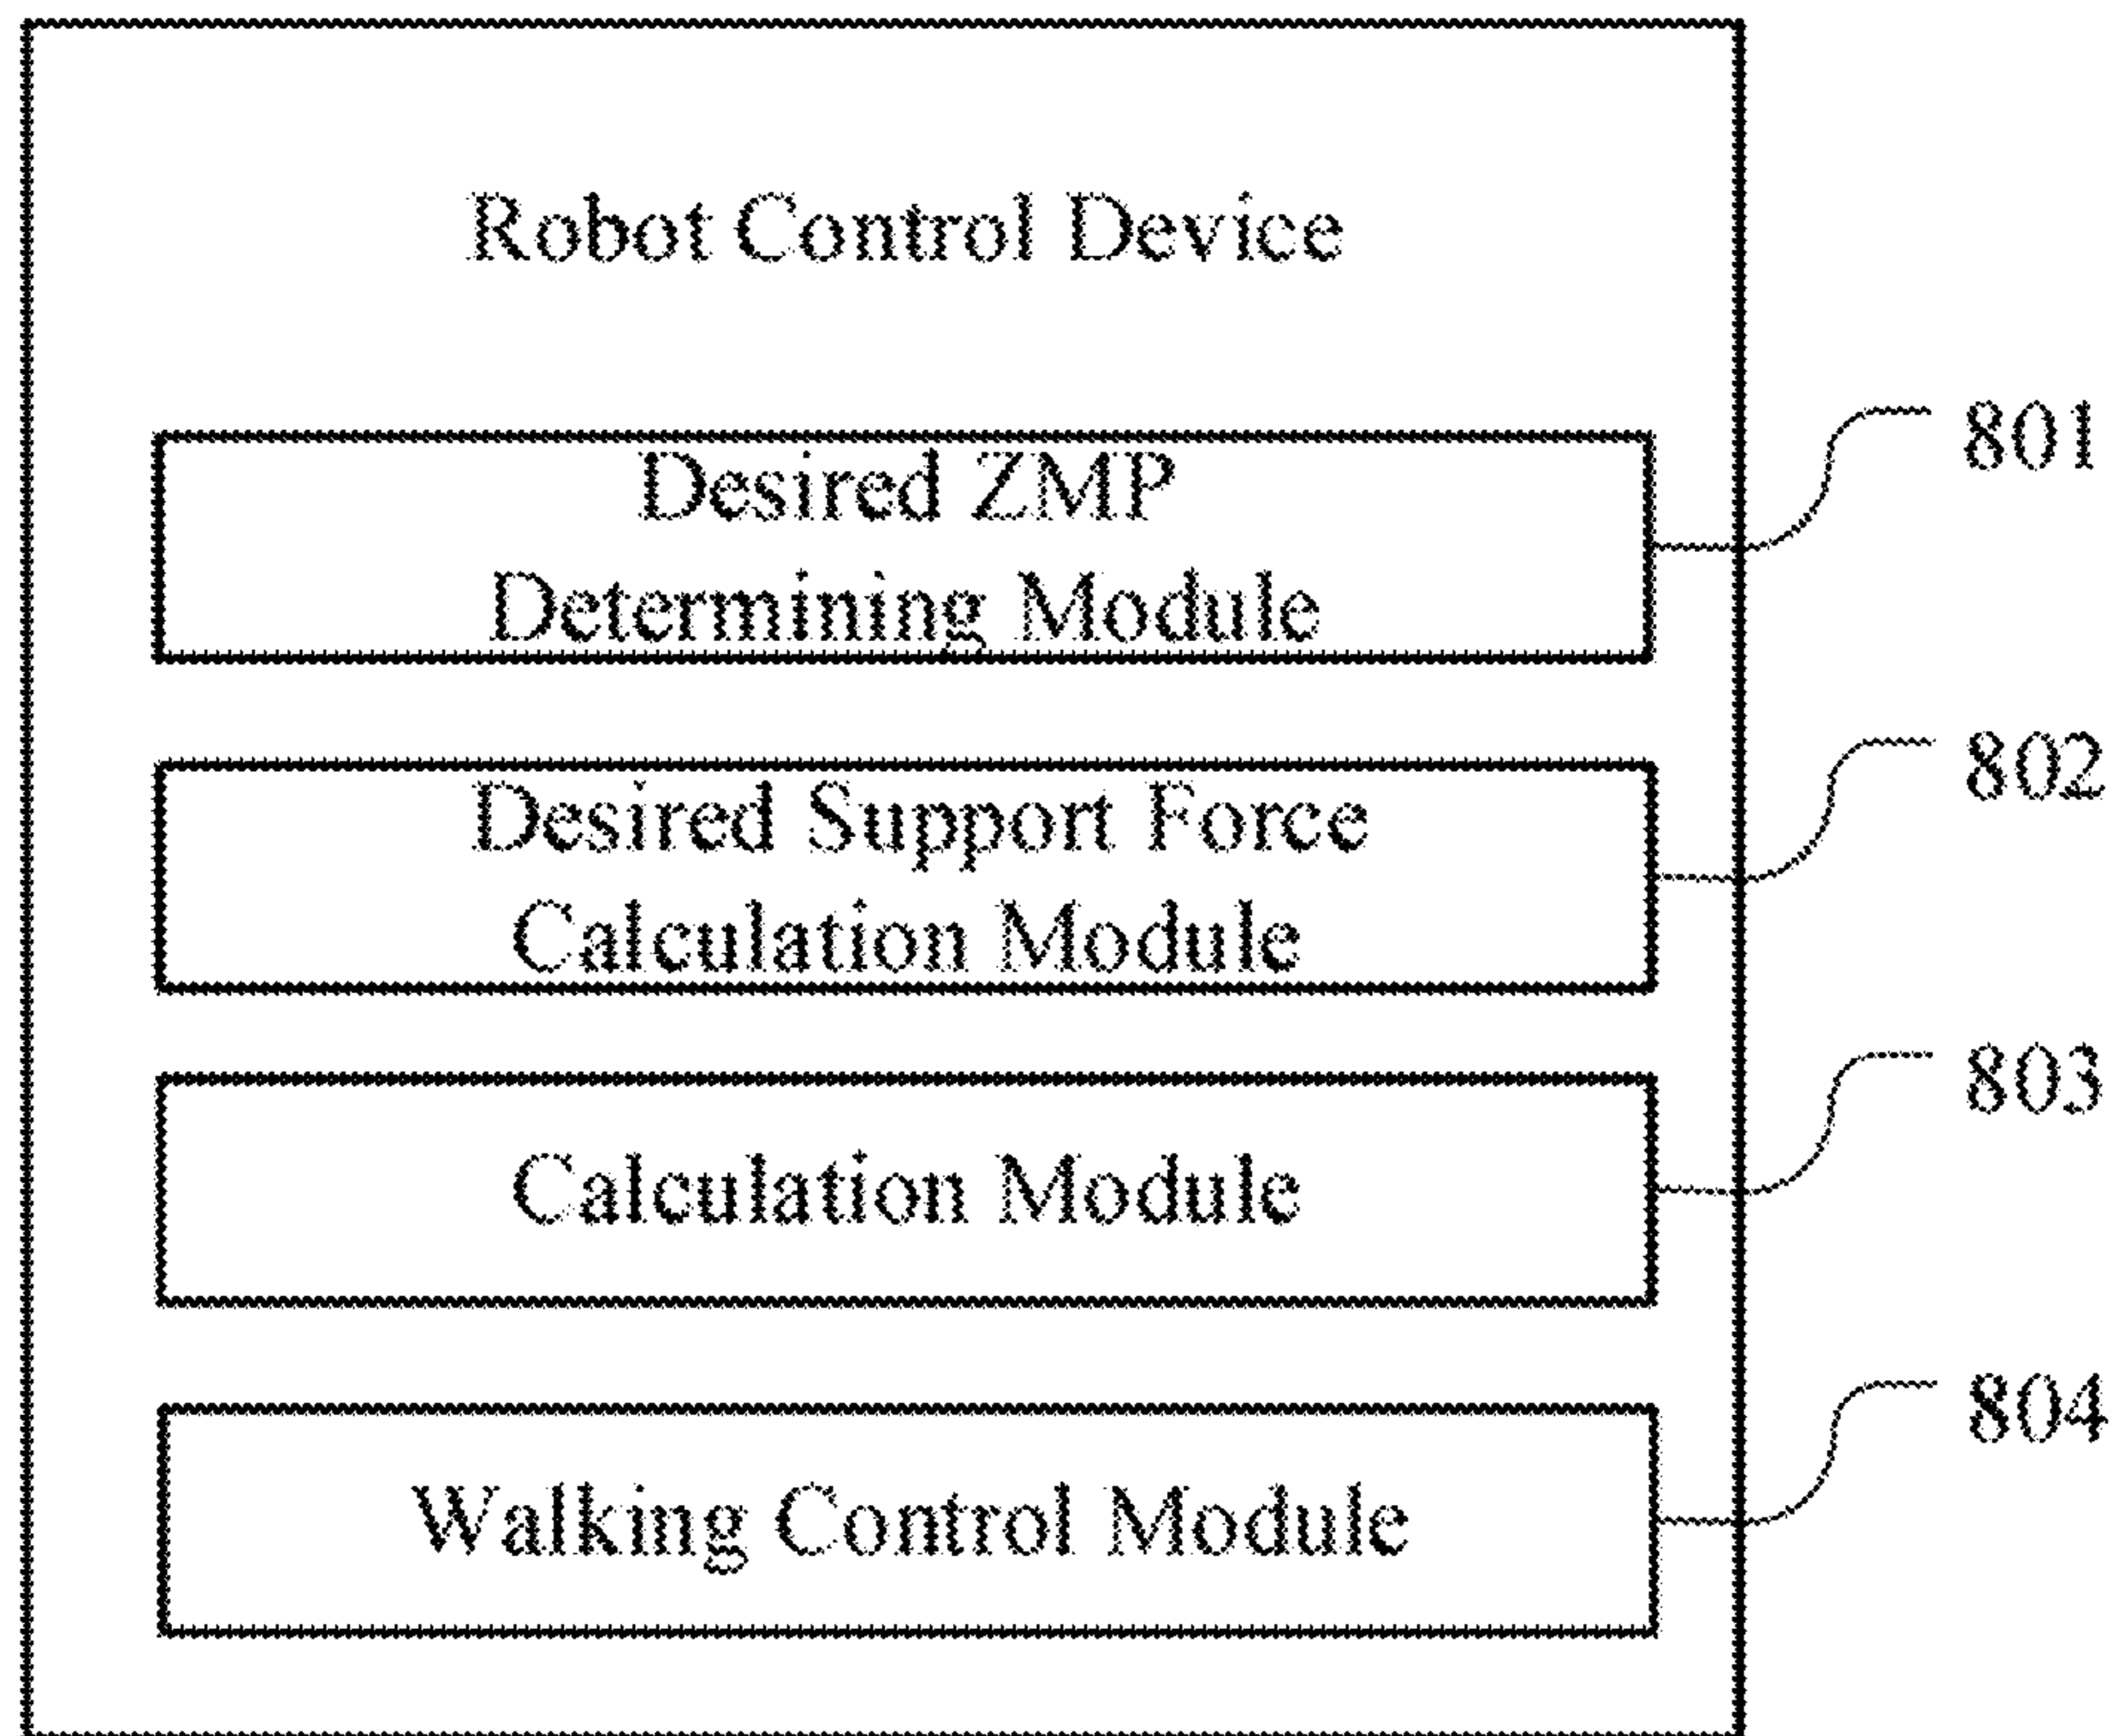 Robot Control Device
801
Desired ZMP
Determining Module
802
Desired Support Force
Calculation Module
803
Calculation Module
804
Walking Control Module